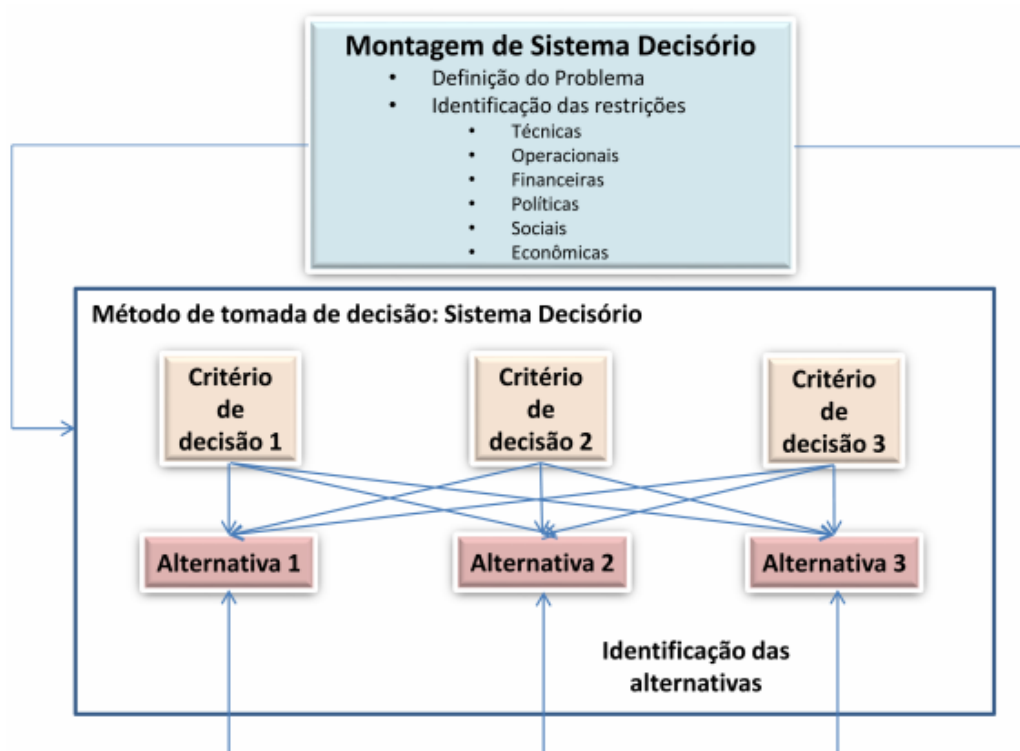 Montagem de Sistema Decisório
• Definição do Problema
• Identificação das restrições
• Técnicas
• Operacionais
• Financeiras
• Políticas
• Sociais
• Econômicas
Método de tomada de decisão: Sistema Decisório
Critério
de
decisão 1
Critério
de
decisão 2
Critério
de
decisão 3
Alternativa 1
Alternativa 2
Alternativa 3
Identificação das
alternativas